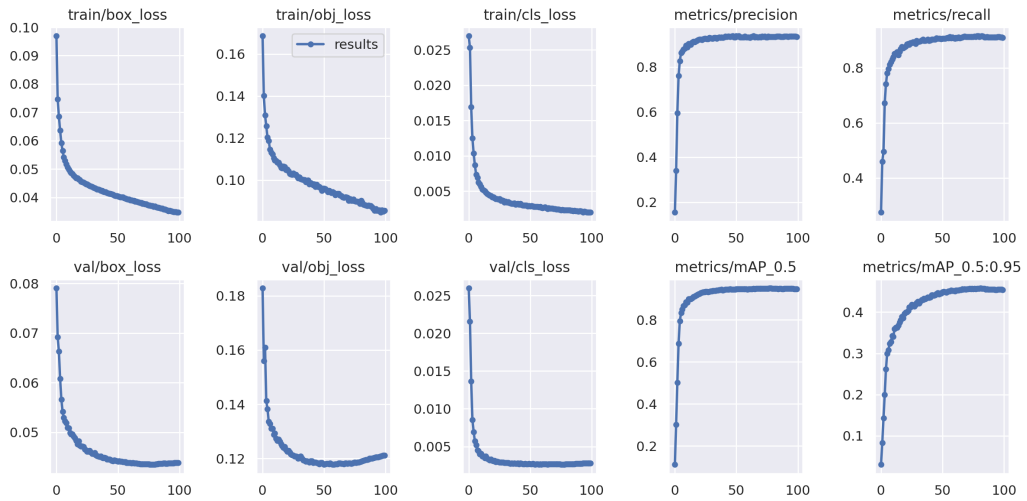 train/box_loss
train/obj_loss
train/cls_loss
metrics/precision
metrics/recall
0.10
0.09
0.08
0.07
0.06
0.05
0.04
0 50 100
results
0.16
0.14
0.12
0.10
0 50 100
0.025
0.020
0.015
0.010
0.005
0 50 100
0.8
0.6
0.4
0.2
0 50 100
0.8
0.6
0.4
0 50 100
val/box_loss
val/obj_loss
val/cls_loss
metrics/mAP_0.5
metrics/mAP_0.5:0.95
0.08
0.07
0.06
0.05
0 50 100
0.18
0.16
0.14
0.12
0 50 100
0.025
0.020
0.015
0.010
0.005
0 50 100
0.8
0.6
0.4
0.2
0 50 100
0.4
0.3
0.2
0.1
0 50 100